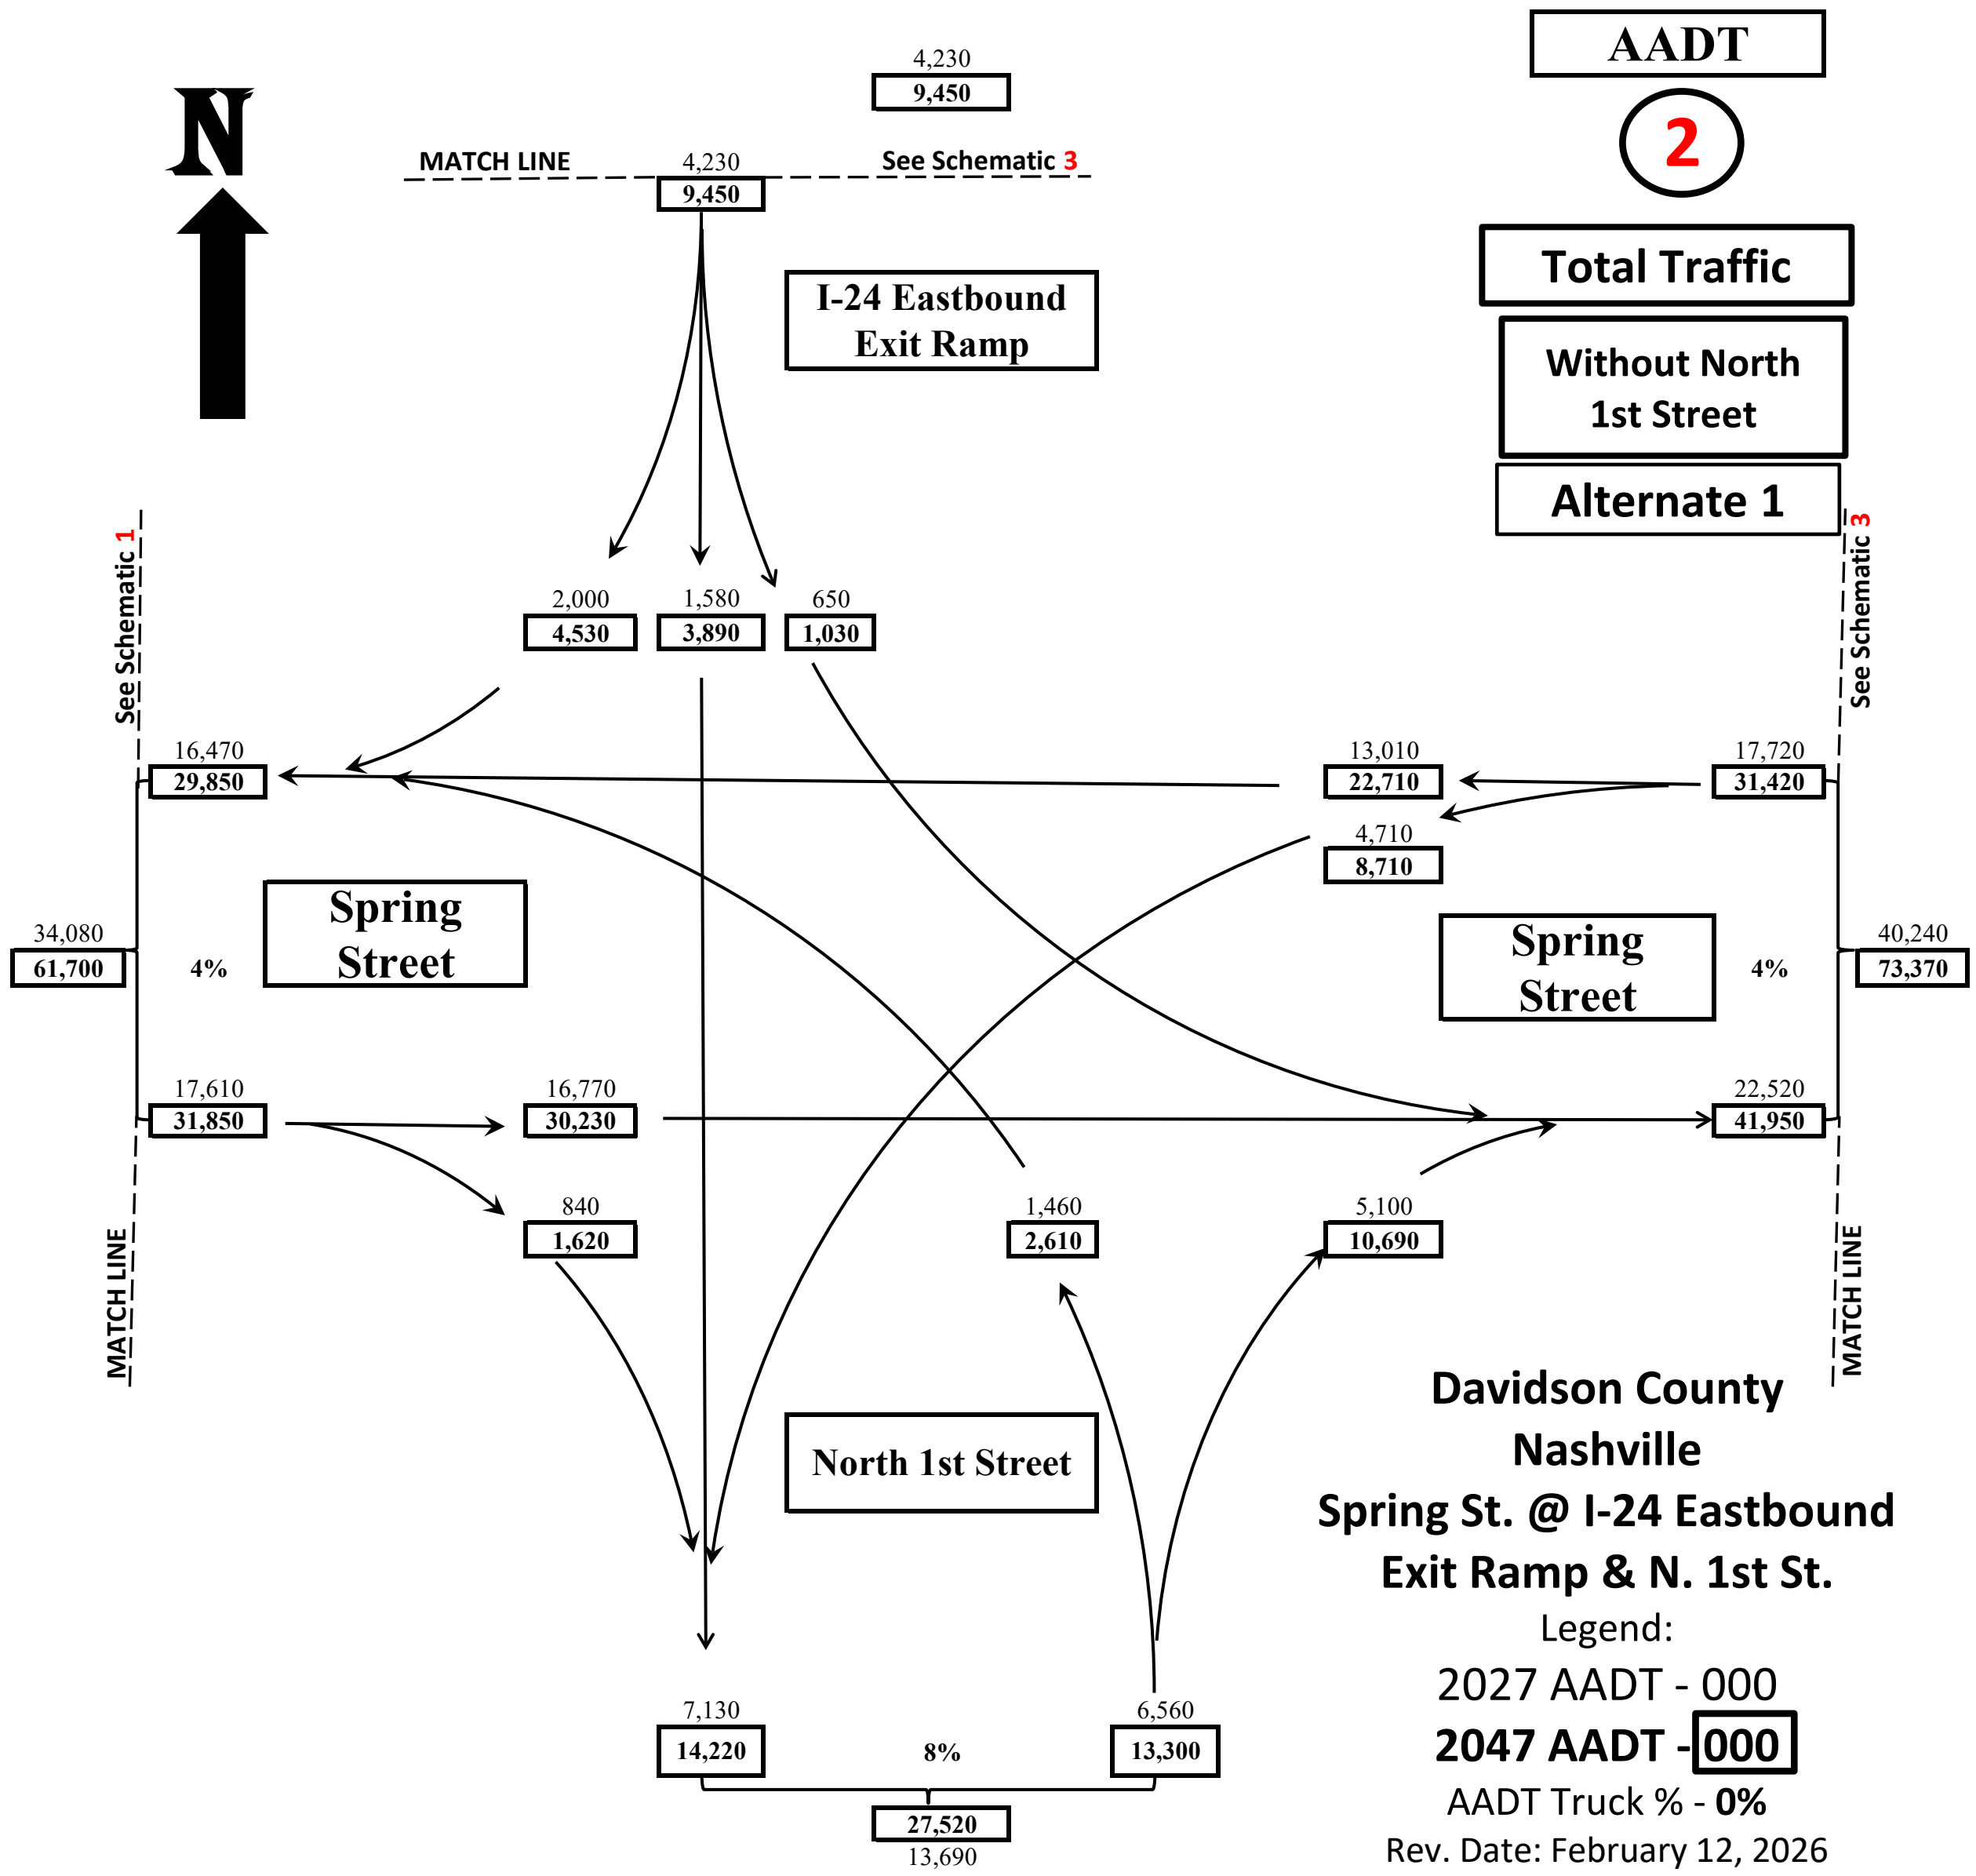 AADT
2
Total Traffic
Without North
1st Street
Alternate 1
N
4,230
9,450
MATCH LINE
4,230
9,450
See Schematic 3
I-24 Eastbound
Exit Ramp
2,000
4,530
1,580
3,890
650
1,030
See Schematic 1
See Schematic 3
16,470
29,850
13,010
22,710
17,720
31,420
4,710
8,710
Spring
Street
Spring
Street
34,080
61,700
4%
4%
40,240
73,370
17,610
31,850
16,770
30,230
22,520
41,950
840
1,620
1,460
2,610
5,100
10,690
MATCH LINE
MATCH LINE
North 1st Street
Davidson County
Nashville
Spring St. @ I-24 Eastbound
Exit Ramp & N. 1st St.
Legend:
2027 AADT - 000
2047 AADT - 000
AADT Truck % - 0%
Rev. Date: February 12, 2026
7,130
14,220
8%
6,560
13,300
27,520
13,690